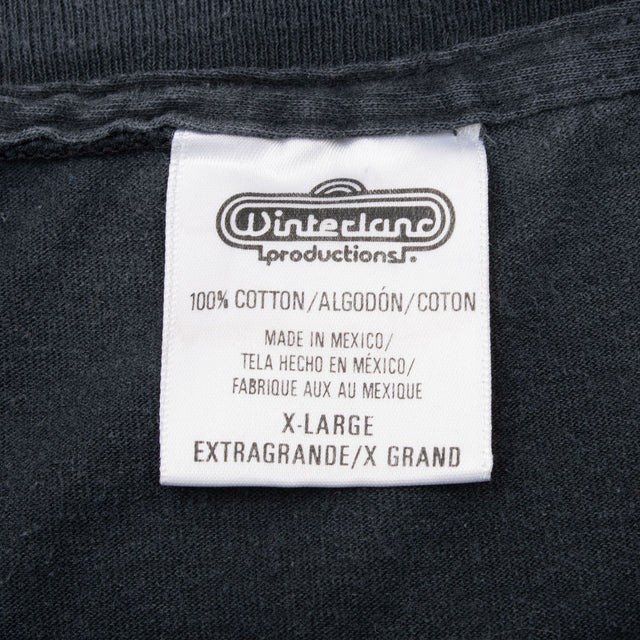 Winterland
productions®
100% COTTON/ALGODÓN/COTON
MADE IN MEXICO/
TELA HECHO EN MÉXICO/
FABRIQUE AUX AU MEXIQUE
X-LARGE
EXTRAGRANDE/X GRAND